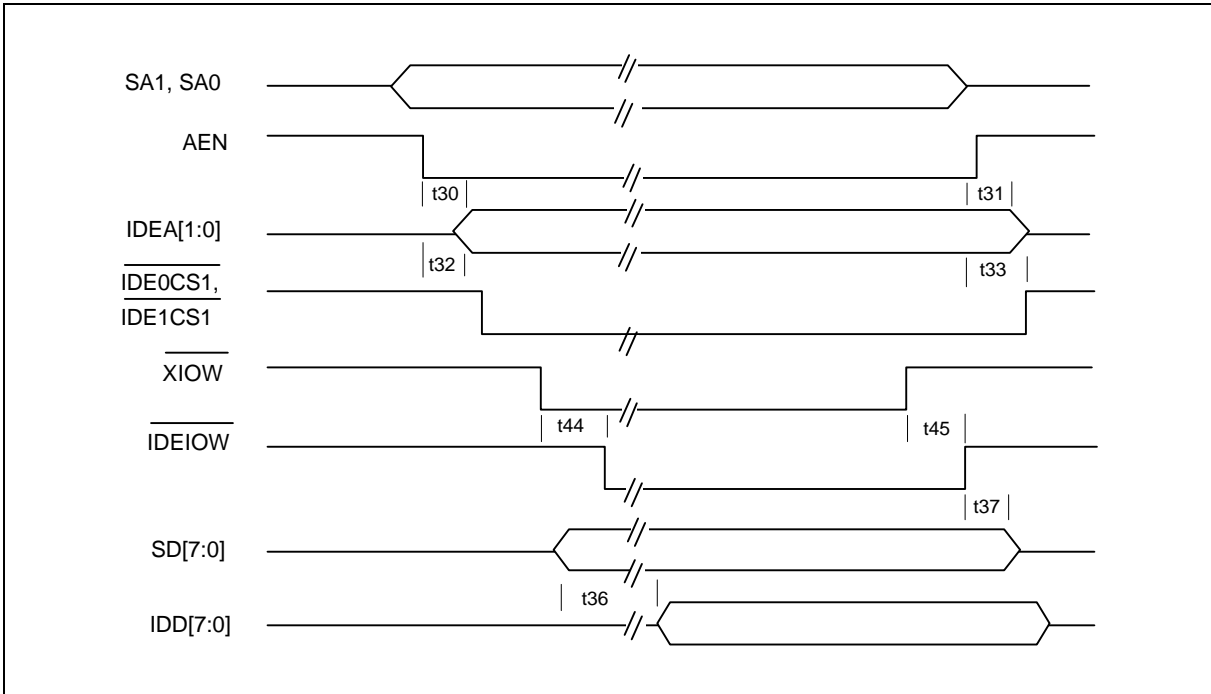 SA1, SA0
AEN
t30
t31
IDEA[1:0]
t32
t33
IDE0CS1,
IDE1CS1
XIOW
t44
t45
IDEIOW
t37
SD[7:0]
t36
IDD[7:0]